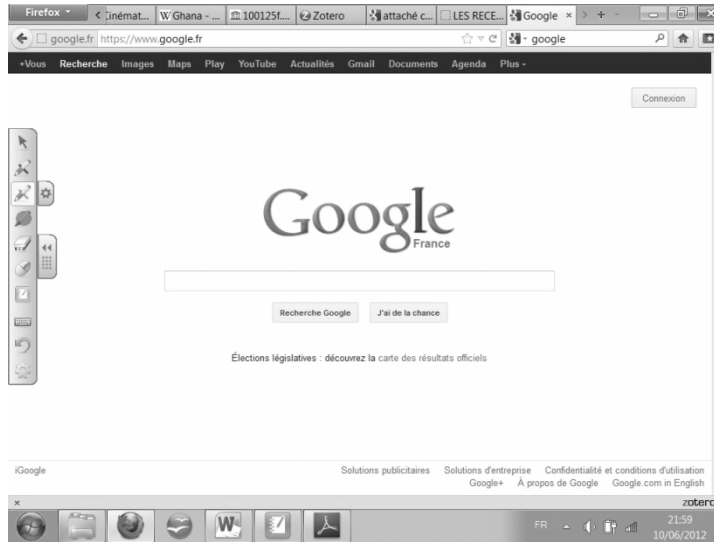 Firefox
Cinémat... Ghana - ... 100125f.... Zotero attaché c... LES RECE... Google
google.fr https://www.google.fr google
+Vous Recherche Images Maps Play YouTube Actualités Gmail Documents Agenda Plus
Connexion
Google
France
Recherche Google J'ai de la chance
Élections législatives : découvrez la carte des résultats officiels
iGoogle Solutions publicitaires Solutions d'entreprise Confidentialité et conditions d'utilisation
Google+ À propos de Google Google.com in English
zotero
FR 21:59
10/06/2012